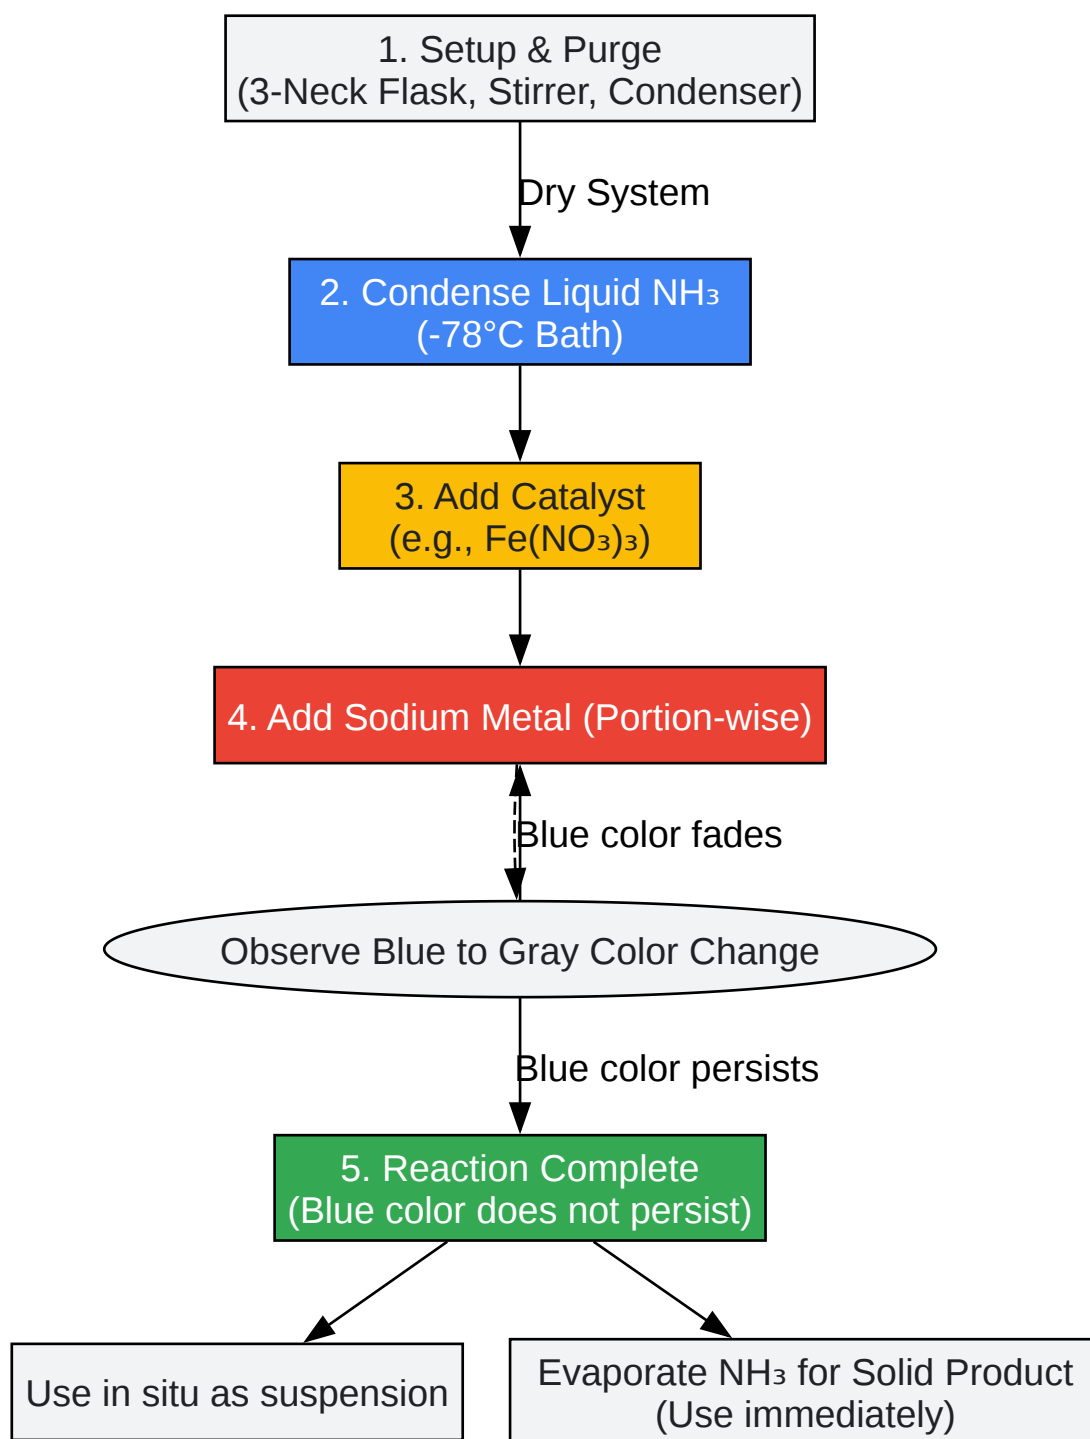 1. Setup & Purge
(3-Neck Flask, Stirrer, Condenser)
Dry System
2. Condense Liquid NH₃
(-78°C Bath)
3. Add Catalyst
(e.g., Fe(NO₃)₃)
4. Add Sodium Metal (Portion-wise)
Blue color fades
Observe Blue to Gray Color Change
Blue color persists
5. Reaction Complete
(Blue color does not persist)
Use in situ as suspension
Evaporate NH₃ for Solid Product
(Use immediately)